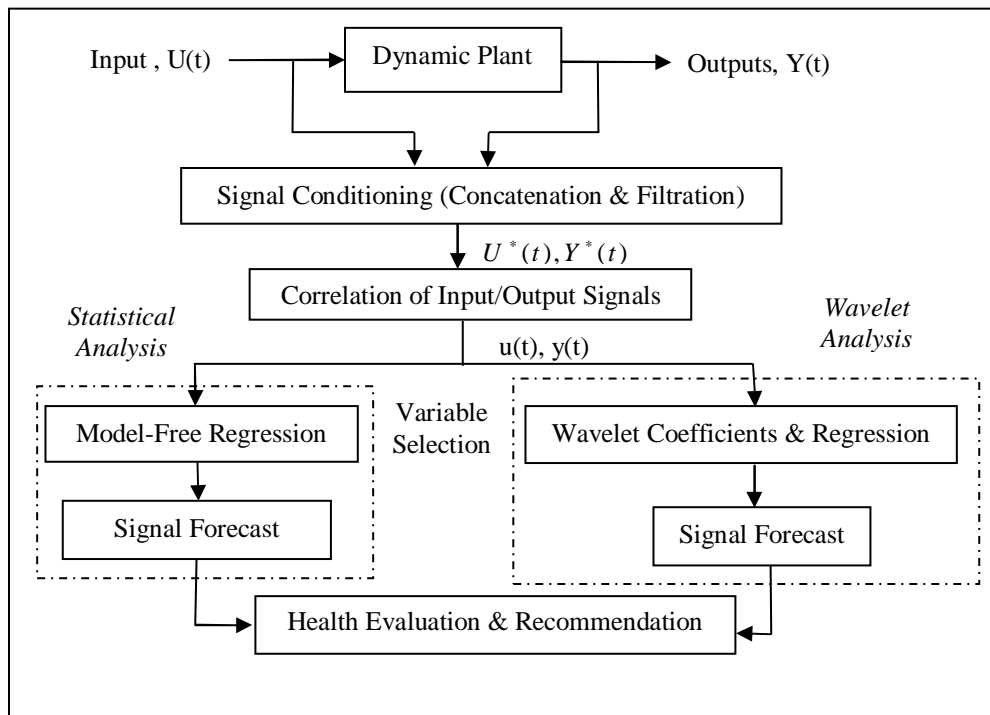 Input , U(t)
Dynamic Plant
Outputs, Y(t)
Signal Conditioning (Concatenation & Filtration)
U*(t), Y*(t)
Correlation of Input/Output Signals
Statistical
Analysis
Wavelet
Analysis
u(t), y(t)
Variable
Selection
Model-Free Regression
Wavelet Coefficients & Regression
Signal Forecast
Signal Forecast
Health Evaluation & Recommendation